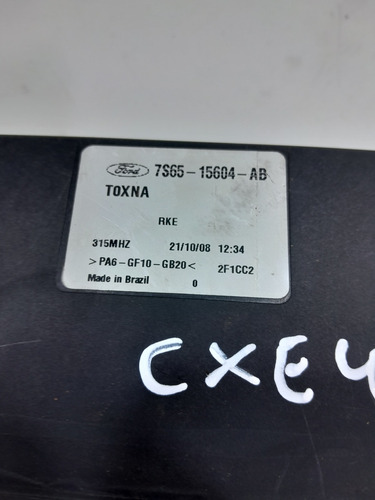 Ford 7S65-15604-AB
TOXNA
RKE
315MHZ 21/10/08 12:34
>PA6-GF10-GB20< 2F1CC2
Made in Brazil 0
CXE4